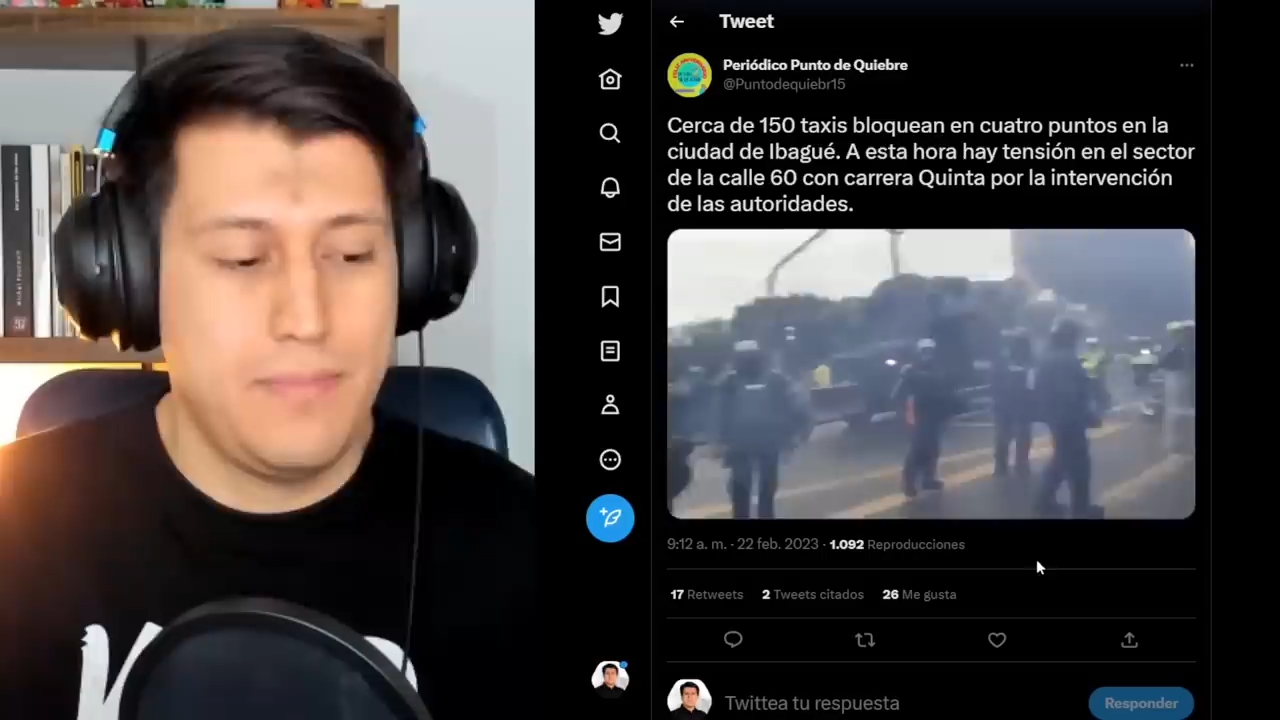 Tweet
Periódico Punto de Quiebre
@Puntodequiebr15
Cerca de 150 taxis bloquean en cuatro puntos en la
ciudad de Ibagué. A esta hora hay tensión en el sector
de la calle 60 con carrera Quinta por la intervención
de las autoridades.
9:12 a. m. · 22 feb. 2023 · 1.092 Reproducciones
17 Retweets 2 Tweets citados 26 Me gusta
Twittea tu respuesta
Responder